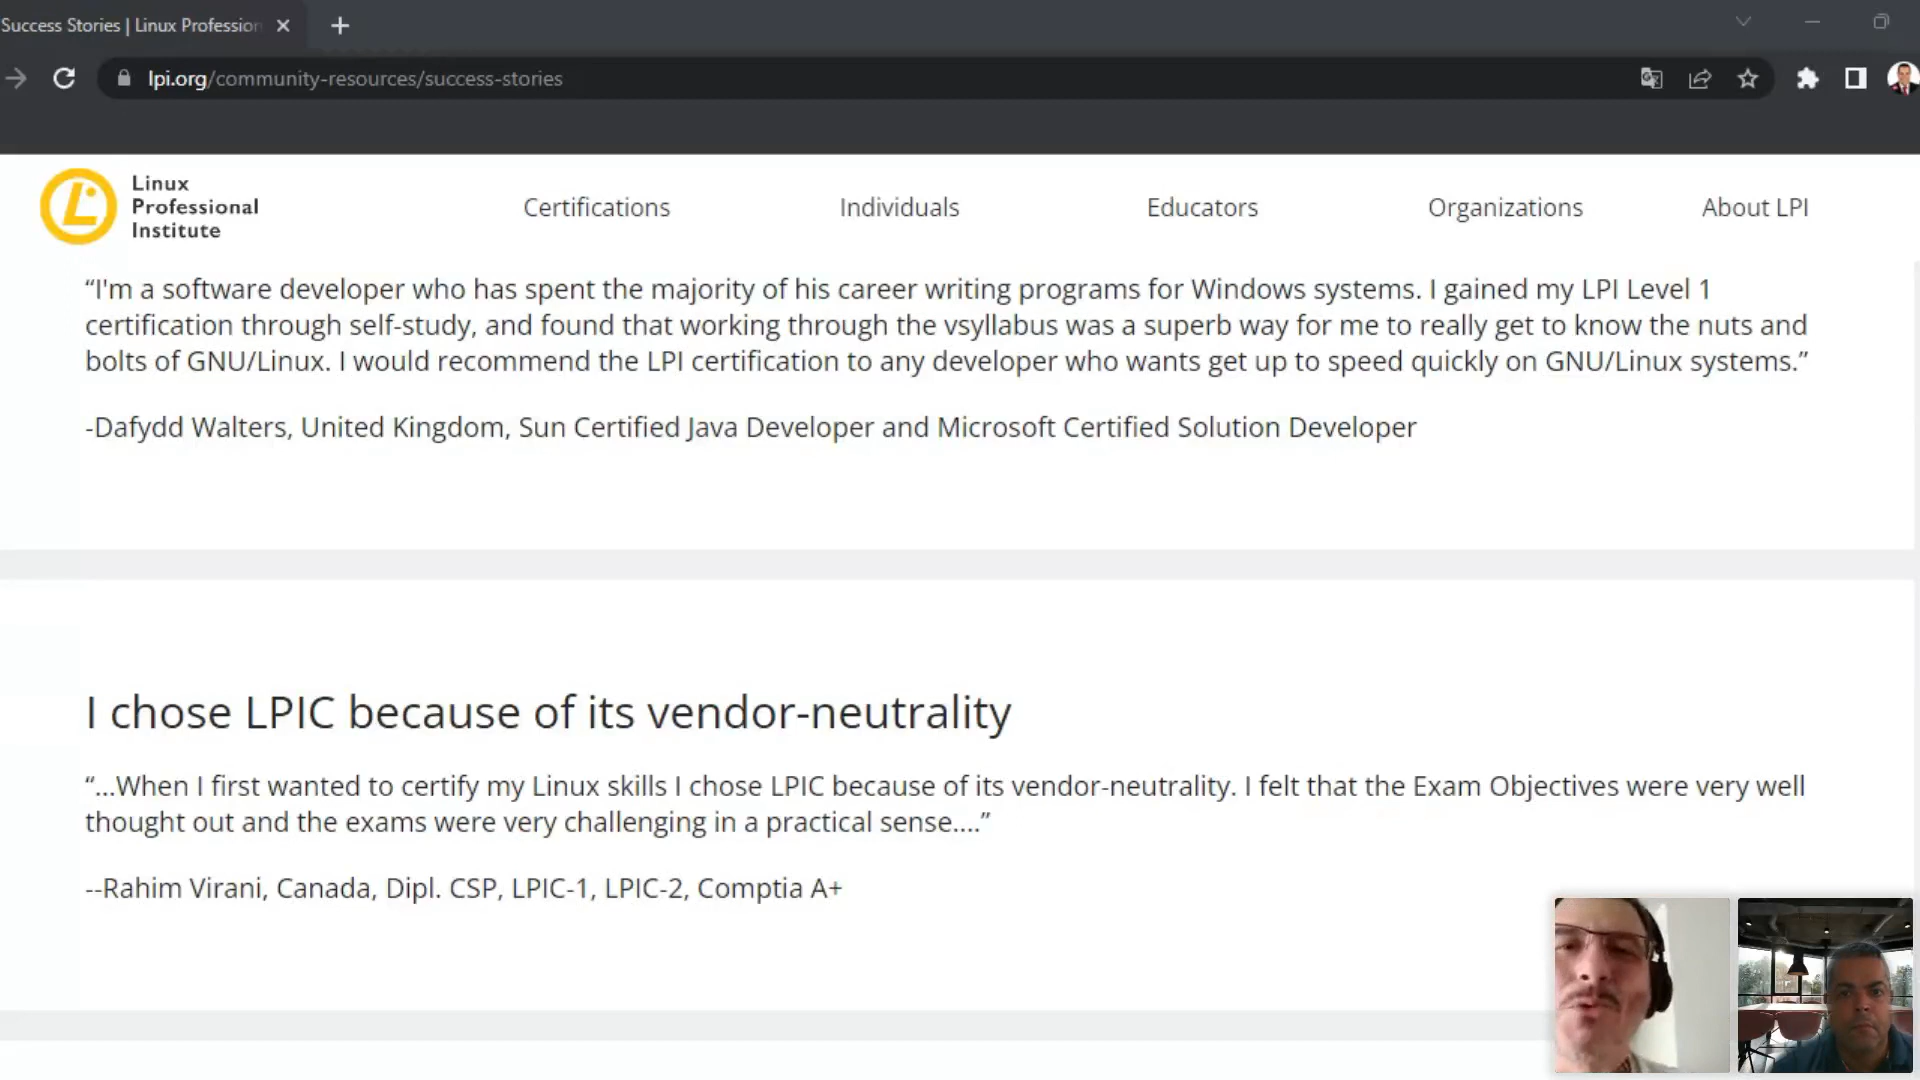 Success Stories | Linux Profession
lpi.org/community-resources/success-stories
Linux
Professional
Institute
Certifications
Individuals
Educators
Organizations
About LPI
“I'm a software developer who has spent the majority of his career writing programs for Windows systems. I gained my LPI Level 1
certification through self-study, and found that working through the vsyllabus was a superb way for me to really get to know the nuts and
bolts of GNU/Linux. I would recommend the LPI certification to any developer who wants get up to speed quickly on GNU/Linux systems.”
-Dafydd Walters, United Kingdom, Sun Certified Java Developer and Microsoft Certified Solution Developer
I chose LPIC because of its vendor-neutrality
“...When I first wanted to certify my Linux skills I chose LPIC because of its vendor-neutrality. I felt that the Exam Objectives were very well
thought out and the exams were very challenging in a practical sense....”
--Rahim Virani, Canada, Dipl. CSP, LPIC-1, LPIC-2, Comptia A+